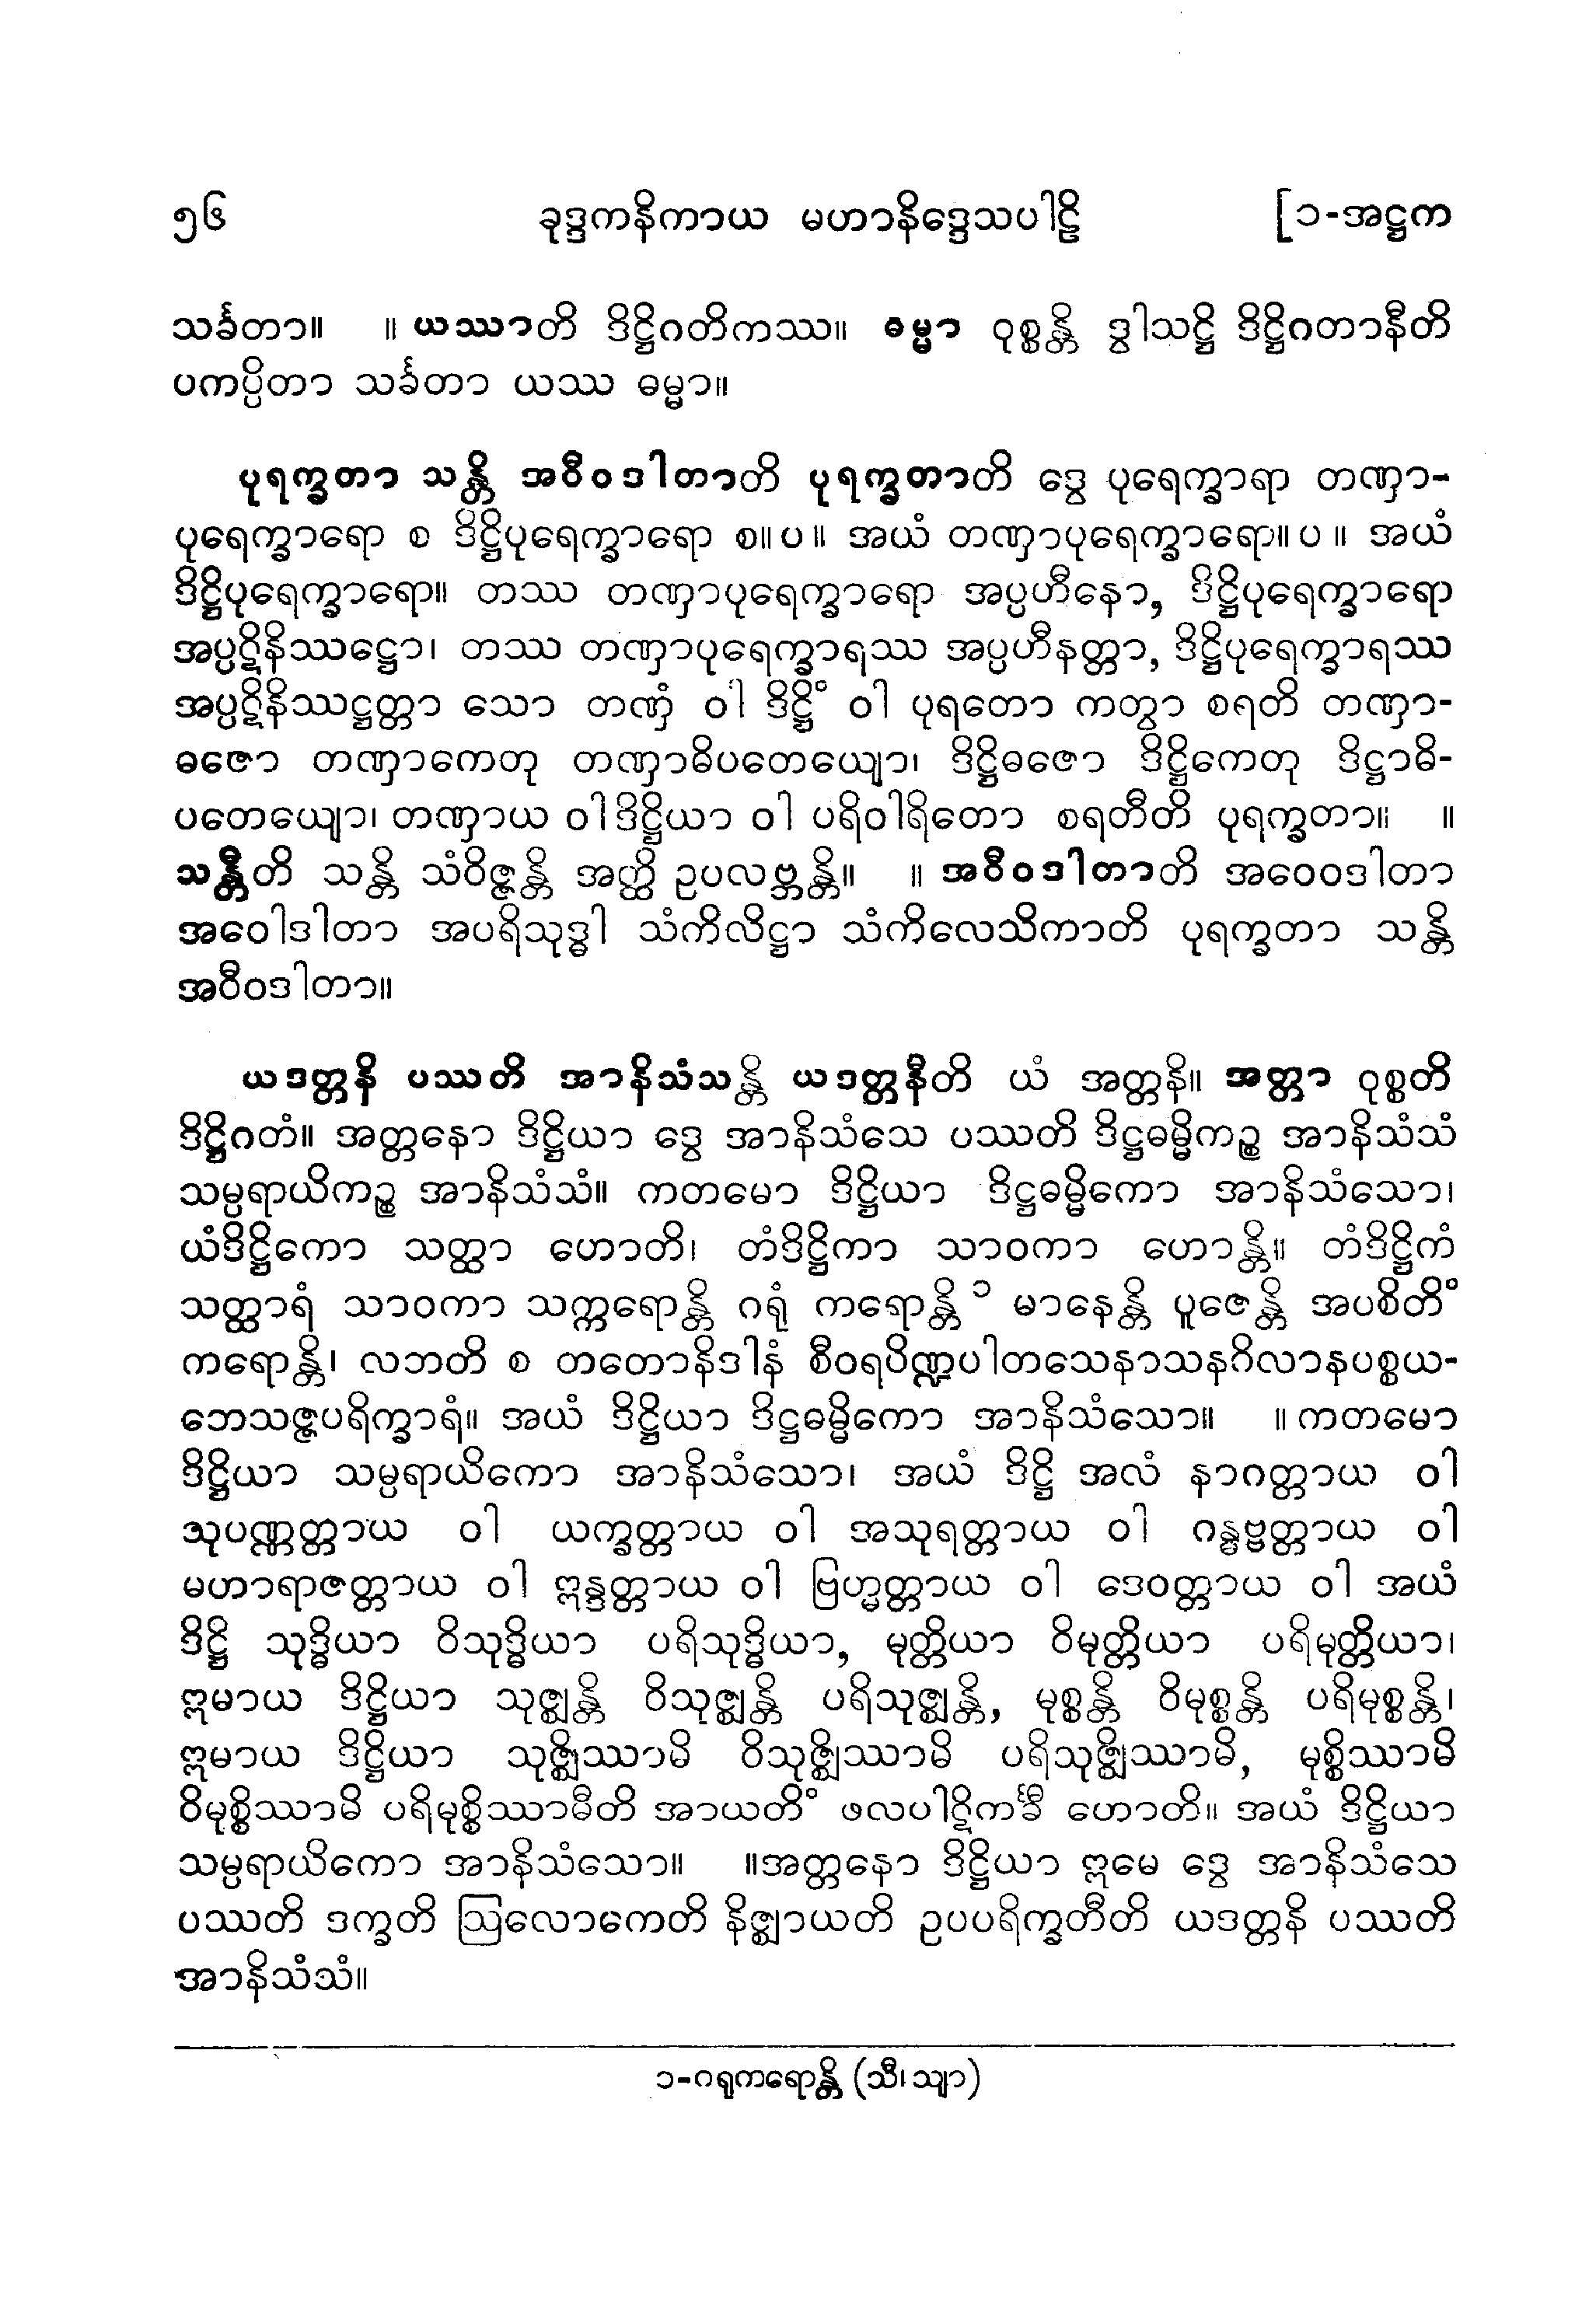 ၅၆ ခုဒ္ဒကနိကာယ မဟာနိဒ္ဒေသပါဠိ [၁-အဋ္ဌက
သင်္ခတာ။ ။ ယဿာတိ ဒိဋ္ဌိဂတိကဿ။ ဓမ္မာ ဝုစ္စန္တိ ဒွါသဋ္ဌိ ဒိဋ္ဌိဂတာနီတိ
ပကပ္ပိတာ သင်္ခတာ ယဿ ဓမ္မာ။
ပုရက္ခတာ သန္တိ အဝီဝဒါတာတိ ပုရက္ခတာတိ ဒွေ ပုရေက္ခာရာ တဏှာ-
ပုရေက္ခာရော စ ဒိဋ္ဌိပုရေက္ခာရော စ။ပ။ အယံ တဏှာပုရေက္ခာရော။ပ။ အယံ
ဒိဋ္ဌိပုရေက္ခာရော။ တဿ တဏှာပုရေက္ခာရော အပ္ပဟီနော, ဒိဋ္ဌိပုရေက္ခာရော
အပ္ပဋိနိဿဋ္ဌော၊ တဿ တဏှာပုရေက္ခာရဿ အပ္ပဟီနတ္တာ, ဒိဋ္ဌိပုရေက္ခာရဿ
အပ္ပဋိနိဿဋ္ဌတ္တာ သော တဏှံ ဝါ ဒိဋ္ဌိံ ဝါ ပုရတော ကတွာ စရတိ တဏှာ-
ဓဇော တဏှာကေတု တဏှာဓိပတေယျော၊ ဒိဋ္ဌိဓဇော ဒိဋ္ဌိကေတု ဒိဋ္ဌာဓိ-
ပတေယျော၊ တဏှာယ ဝါ ဒိဋ္ဌိယာ ဝါ ပရိဝါရိတော စရတီတိ ပုရက္ခတာ။ ။
သန္တီတိ သန္တိ သံဝိဇ္ဇန္တိ အတ္ထိ ဥပလဗ္ဘန္တိ။ ။ အဝီဝဒါတာတိ အဝေဝဒါတာ
အဝေါဒါတာ အပရိသုဒ္ဓါ သံကိလိဋ္ဌာ သံကိလေသိကာတိ ပုရက္ခတာ သန္တိ
အဝီဝဒါတာ။
ယဒတ္တနိ ပဿတိ အာနိသံသန္တိ ယဒတ္တနီတိ ယံ အတ္တနိ။ အတ္တာ ဝုစ္စတိ
ဒိဋ္ဌိဂတံ။ အတ္တနော ဒိဋ္ဌိယာ ဒွေ အာနိသံသေ ပဿတိ ဒိဋ္ဌဓမ္မိကဉ္စ အာနိသံသံ
သမ္ပရာယိကဉ္စ အာနိသံသံ။ ကတမော ဒိဋ္ဌိယာ ဒိဋ္ဌဓမ္မိကော အာနိသံသော၊
ယံဒိဋ္ဌိကော သတ္ထာ ဟောတိ၊ တံဒိဋ္ဌိကာ သာဝကာ ဟောန္တိ။ တံဒိဋ္ဌိကံ
သတ္ထာရံ သာဝကာ သက္ကရောန္တိ ဂရုံ ကရောန္တိ ၁ မာနေန္တိ ပူဇေန္တိ အပစိတိံ
ကရောန္တိ၊ လဘတိ စ တတောနိဒါနံ စီဝရပိဏ္ဍပါတသေနာသနဂိလာနပစ္စယ-
ဘေသဇ္ဇပရိက္ခာရံ။ အယံ ဒိဋ္ဌိယာ ဒိဋ္ဌဓမ္မိကော အာနိသံသော။ ။ ကတမော
ဒိဋ္ဌိယာ သမ္ပရာယိကော အာနိသံသော၊ အယံ ဒိဋ္ဌိ အလံ နာဂတ္တာယ ဝါ
သုပဏ္ဏတ္တာယ ဝါ ယက္ခတ္တာယ ဝါ အသုရတ္တာယ ဝါ ဂန္ဓဗ္ဗတ္တာယ ဝါ
မဟာရာဇတ္တာယ ဝါ ဣန္ဒတ္တာယ ဝါ ဗြဟ္မတ္တာယ ဝါ ဒေဝတ္တာယ ဝါ အယံ
ဒိဋ္ဌိ သုဒ္ဓိယာ ဝိသုဒ္ဓိယာ ပရိသုဒ္ဓိယာ, မုတ္တိယာ ဝိမုတ္တိယာ ပရိမုတ္တိယာ၊
ဣမာယ ဒိဋ္ဌိယာ သုဇ္ဈန္တိ ဝိသုဇ္ဈန္တိ ပရိသုဇ္ဈန္တိ, မုစ္စန္တိ ဝိမုစ္စန္တိ ပရိမုစ္စန္တိ၊
ဣမာယ ဒိဋ္ဌိယာ သုဇ္ဈိဿာမိ ဝိသုဇ္ဈိဿာမိ ပရိသုဇ္ဈိဿာမိ, မုစ္စိဿာမိ
ဝိမုစ္စိဿာမိ ပရိမုစ္စိဿာမီတိ အာယတိံ ဖလပါဋိကင်္ခီ ဟောတိ။ အယံ ဒိဋ္ဌိယာ
သမ္ပရာယိကော အာနိသံသော။ ။အတ္တနော ဒိဋ္ဌိယာ ဣမေ ဒွေ အာနိသံသေ
ပဿတိ ဒက္ခတိ ဩလောကေတိ နိဇ္ဈာယတိ ဥပပရိက္ခတီတိ ယဒတ္တနိ ပဿတိ
အာနိသံသံ။
၁-ဂရုကရောန္တိ (သီ၊ သျာ)